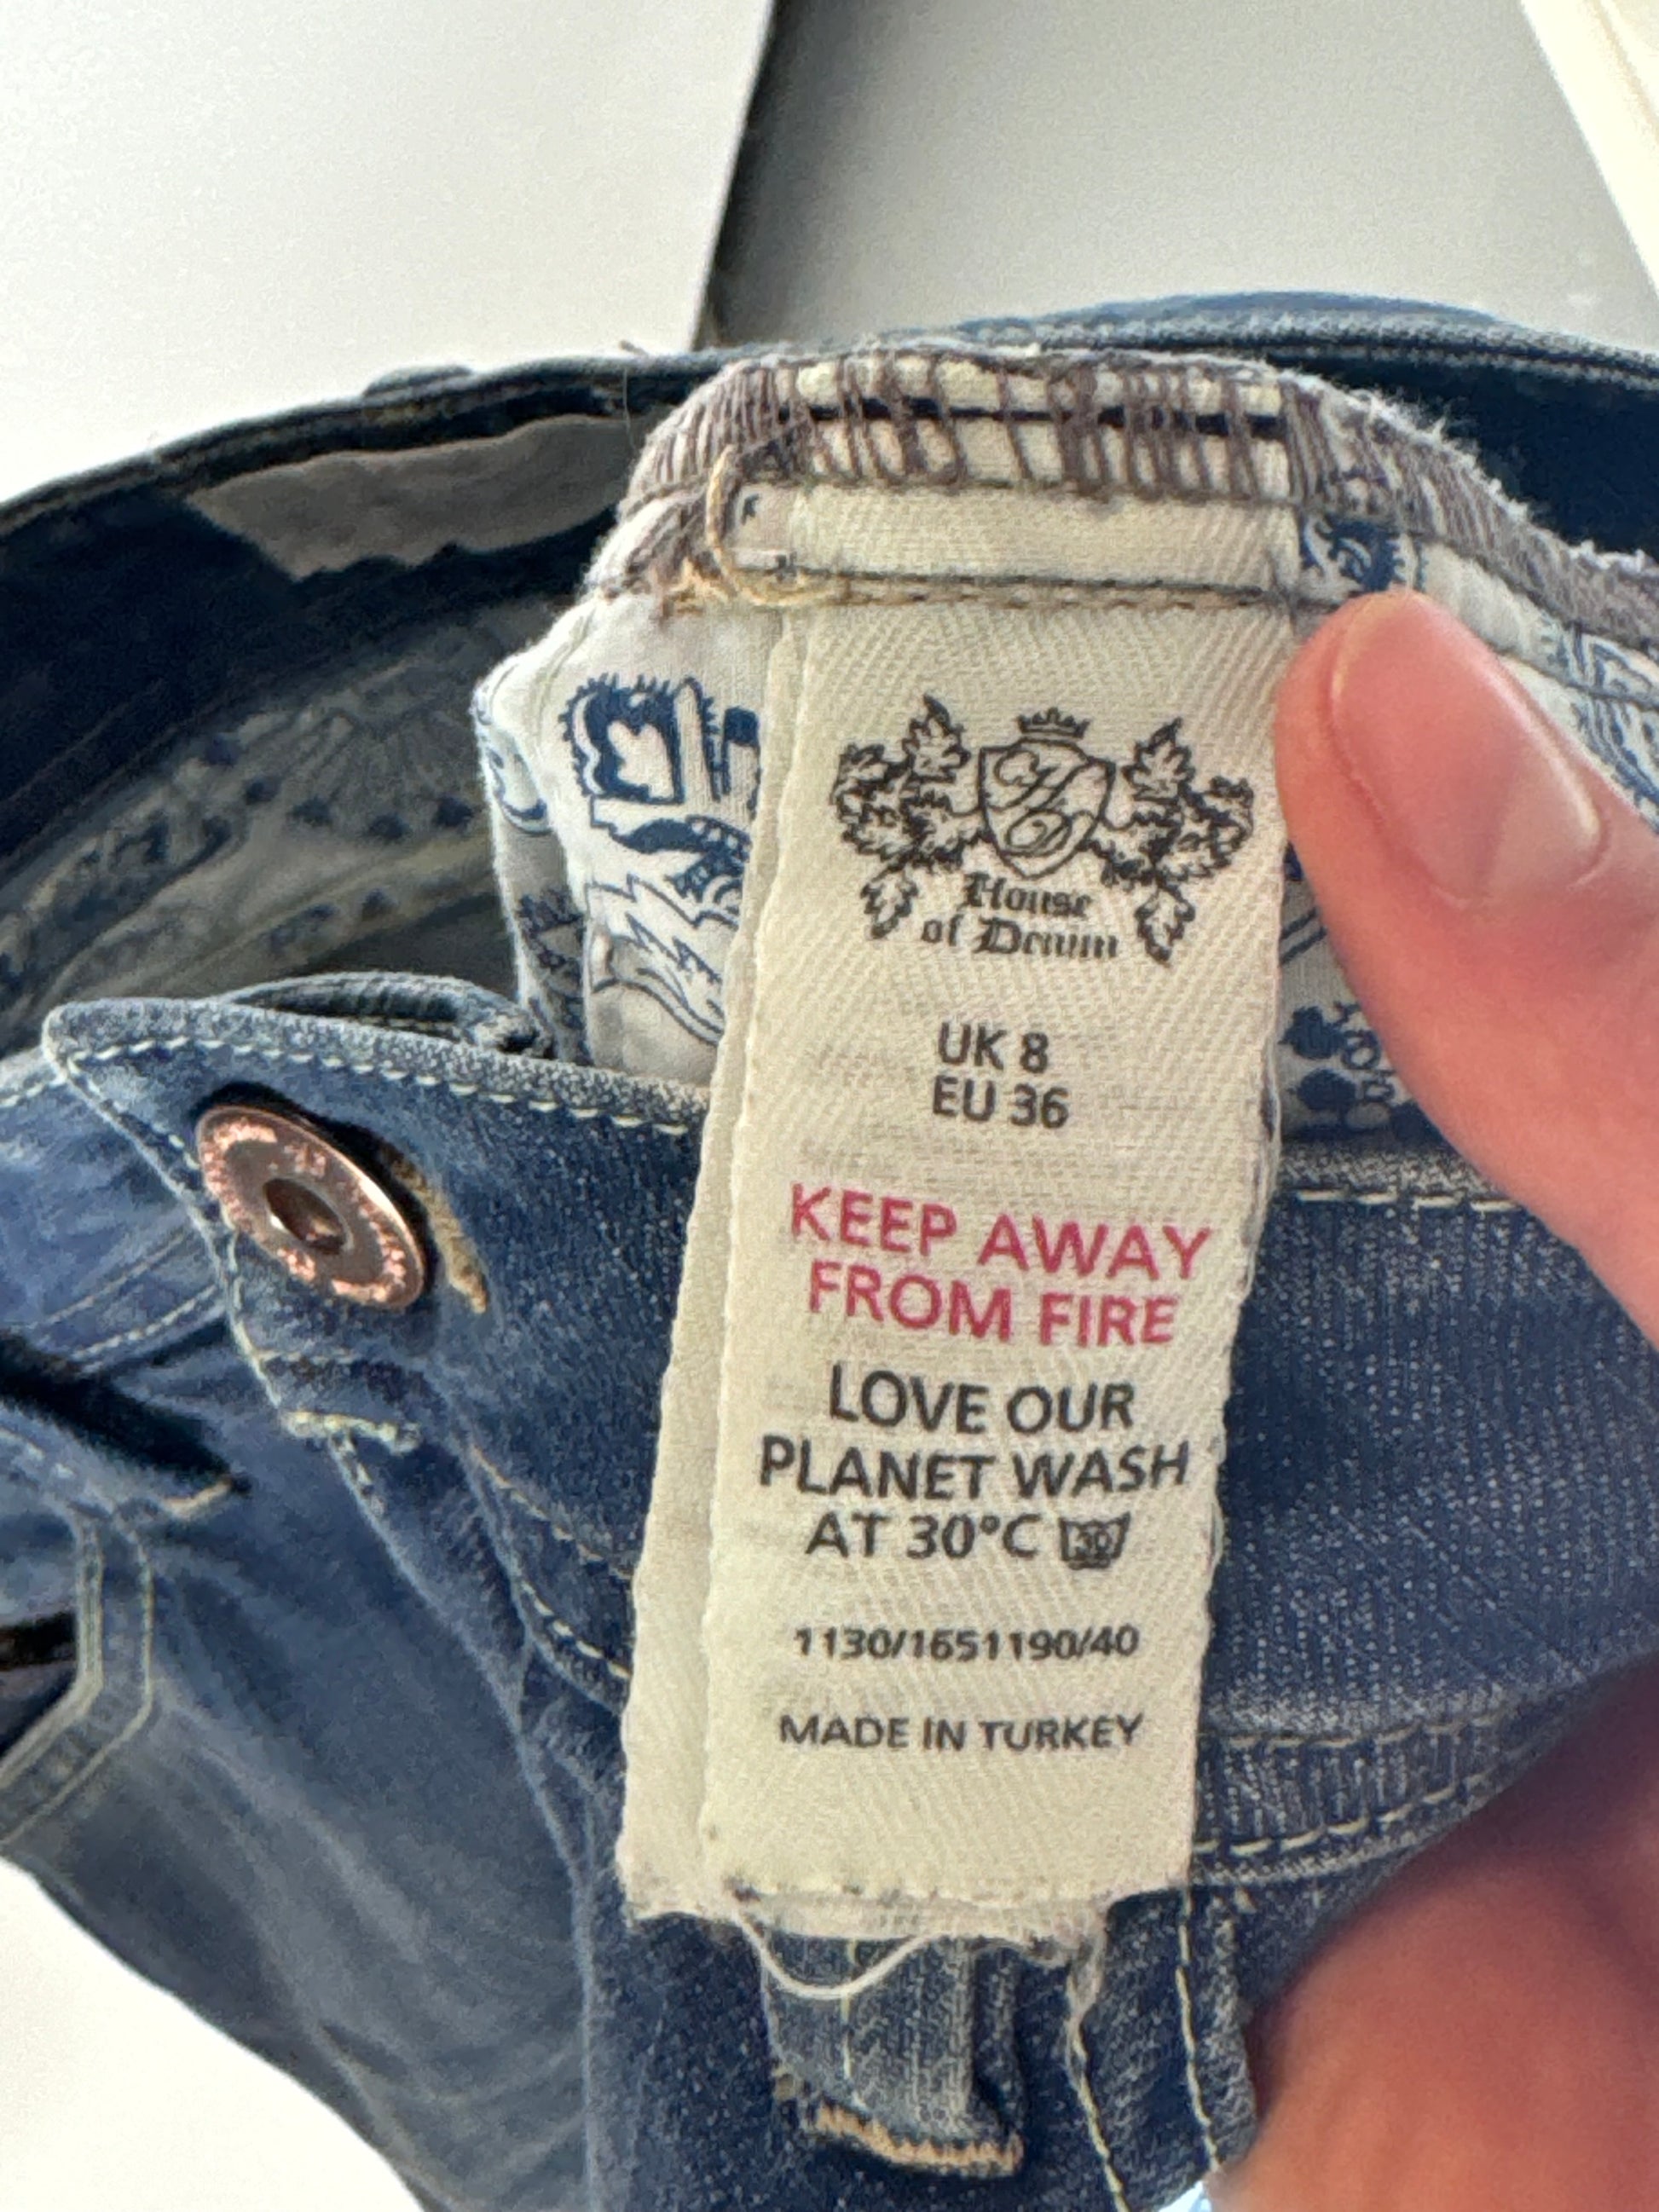 House
of Denim
UK 8
EU 36
KEEP AWAY
FROM FIRE
LOVE OUR
PLANET WASH
AT 30°C 30
1130/1651190/40
MADE IN TURKEY